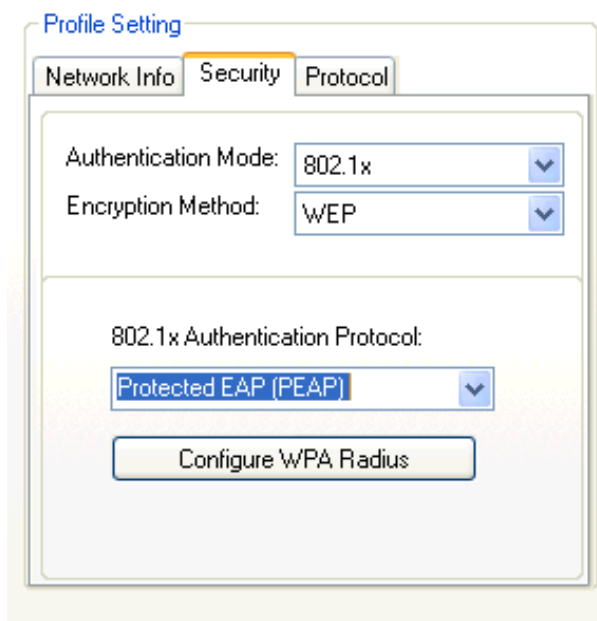 Profile Setting
Network Info Security Protocol
Authentication Mode: 802.1x
Encryption Method: WEP
802.1x Authentication Protocol:
Protected EAP (PEAP)
Configure WPA Radius